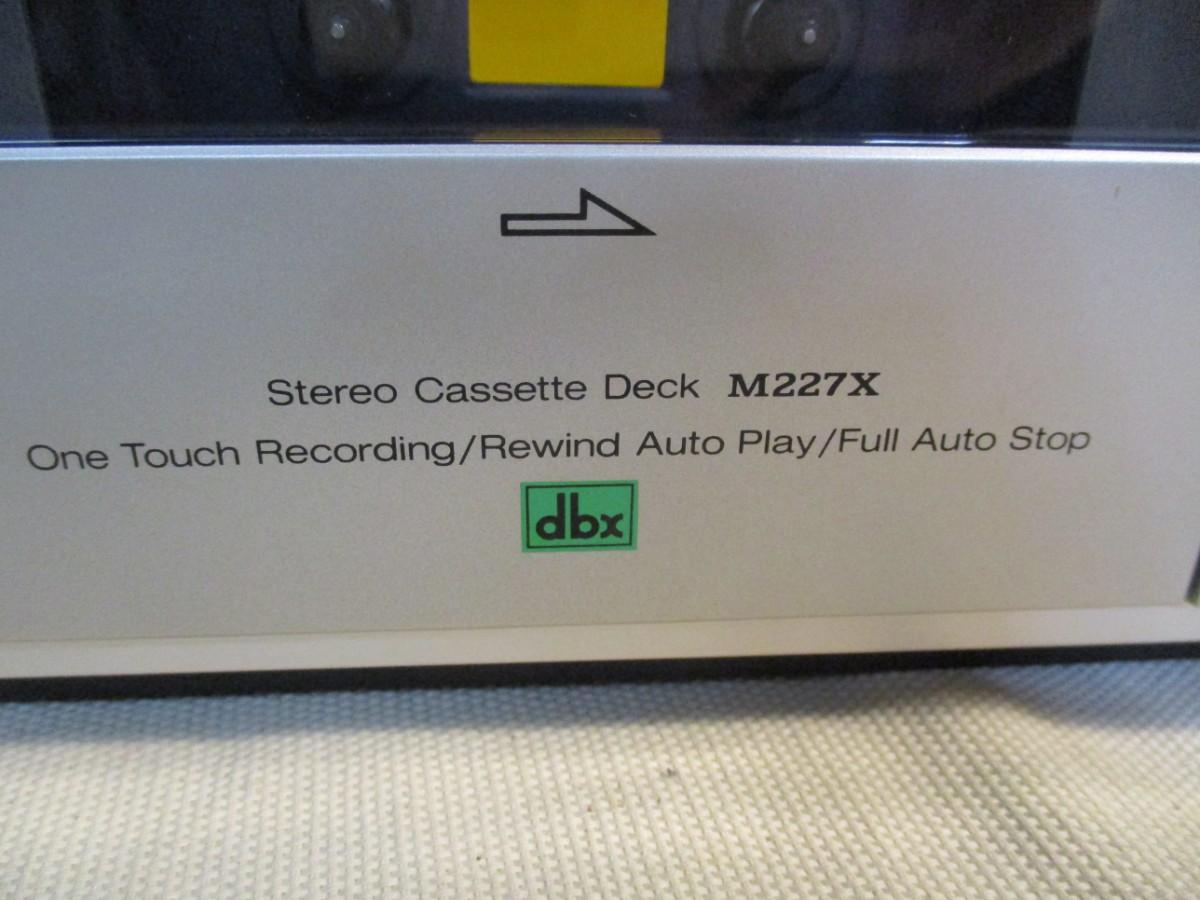 Stereo Cassette Deck M227X
One Touch Recording/Rewind Auto Play/Full Auto Stop
dbx